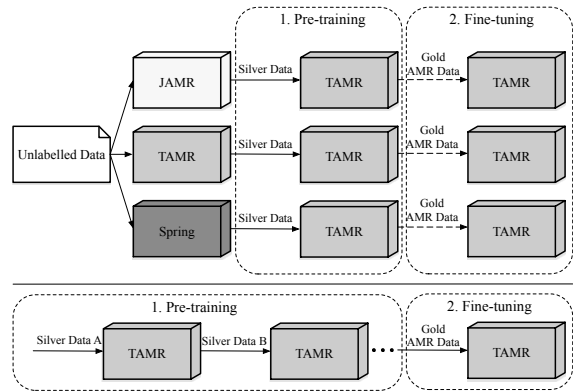 1. Pre-training
2. Fine-tuning
JAMR
Silver Data
TAMR
Gold
AMR Data
TAMR
Unlabelled Data
TAMR
Silver Data
TAMR
Gold
AMR Data
TAMR
Spring
Silver Data
TAMR
Gold
AMR Data
TAMR
1. Pre-training
2. Fine-tuning
Silver Data A
TAMR
Silver Data B
TAMR
Gold
AMR Data
TAMR